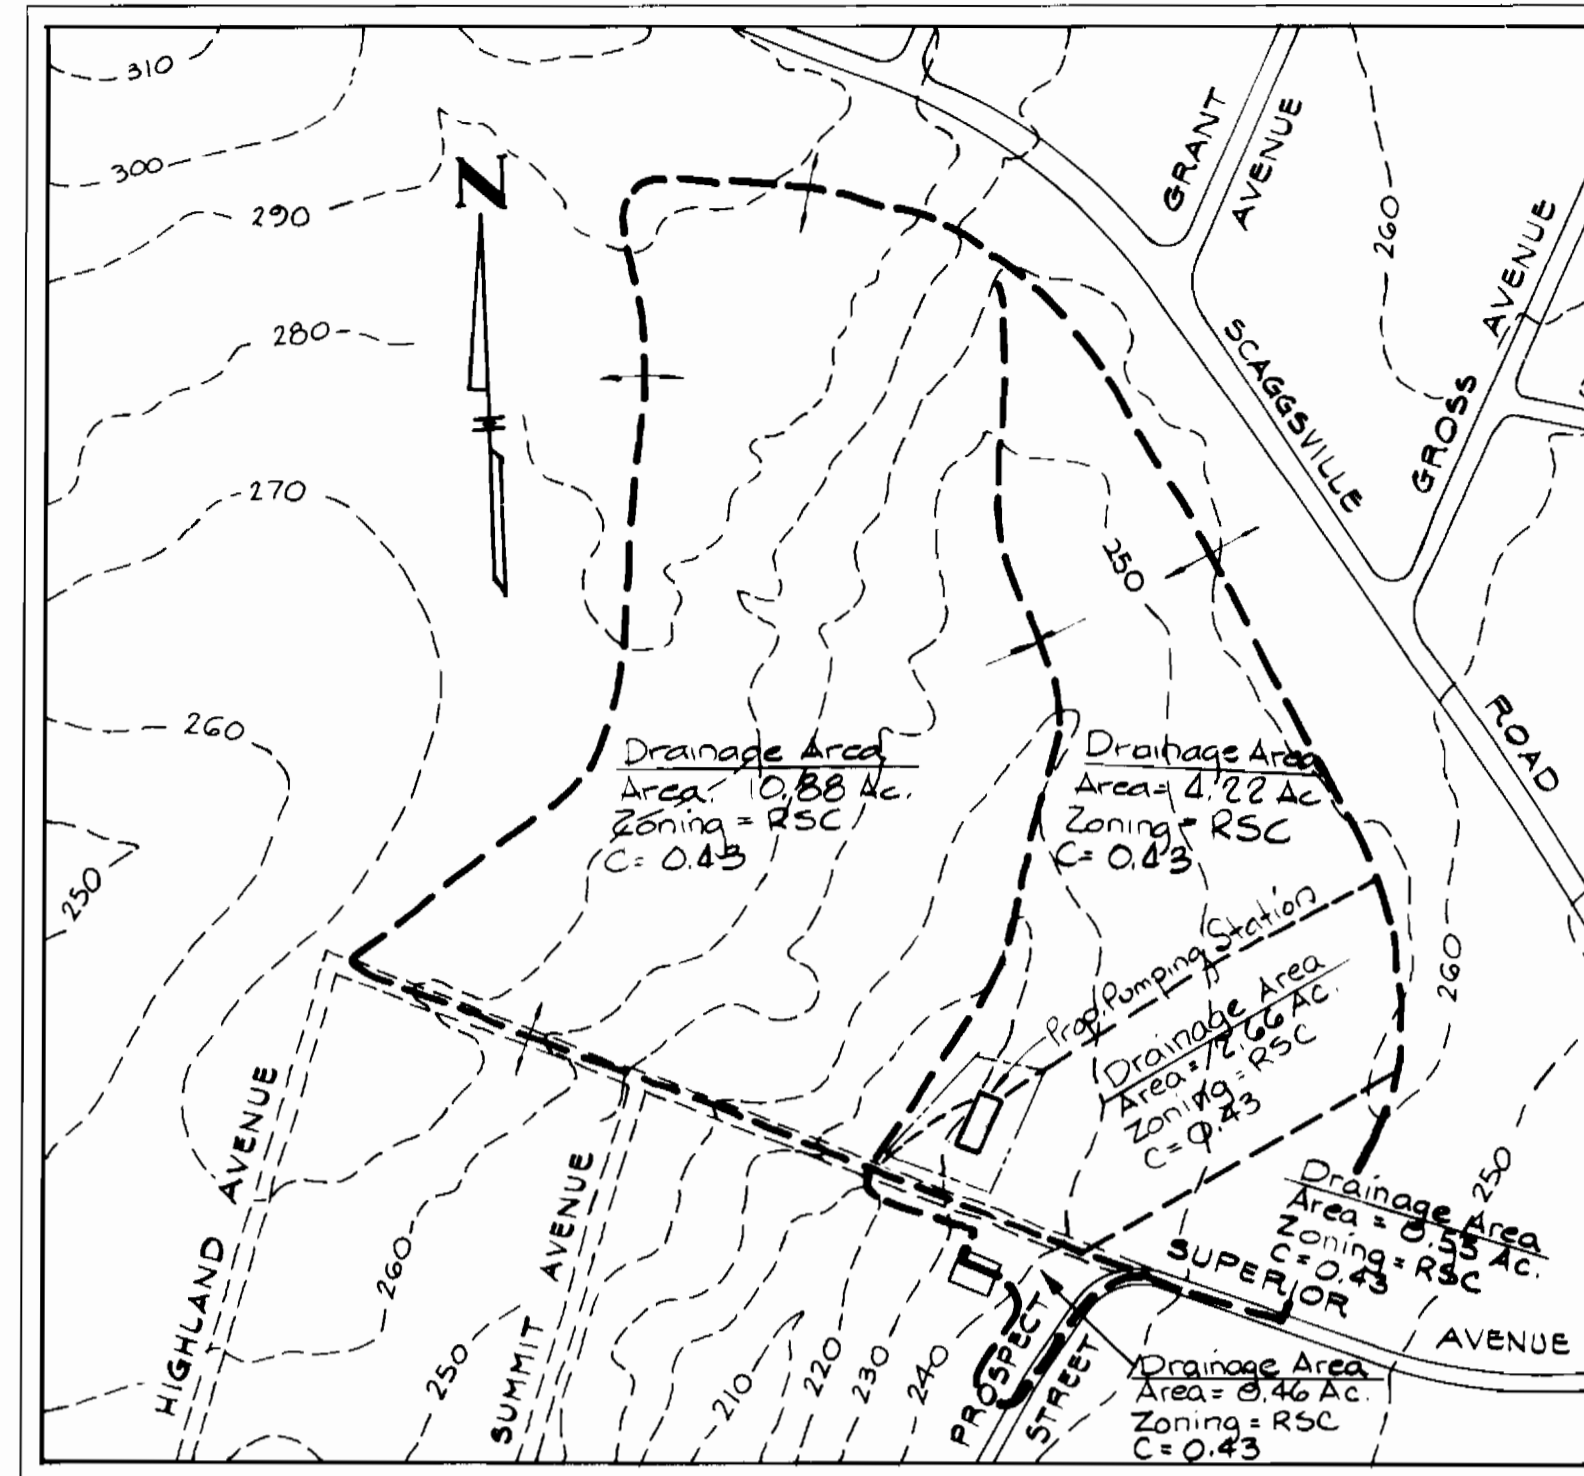 310
300
290
280
270
260
250
N
GRANT
AVENUE
260
GROSS AVENUE
SCAGGSVILLE
ROAD
250
Drainage Area
Area: 10.88 Ac.
Zoning = RSC
C= 0.43
Drainage Area
Area= 4.22 Ac
Zoning = RSC
C= 0.43
Prop. Pumping Station
Drainage Area
Area = 2.66 Ac.
Zoning = RSC
C= 0.43
260
250
Drainage Area
Area = 0.55 Ac.
Zoning = RSC
C= 0.43
SUPERIOR
AVENUE
HIGHLAND AVENUE
260
250
SUMMIT AVENUE
210
220
230
240
PROSPECT
STREET
Drainage Area
Area= 0.46 Ac.
Zoning = RSC
C= 0.43